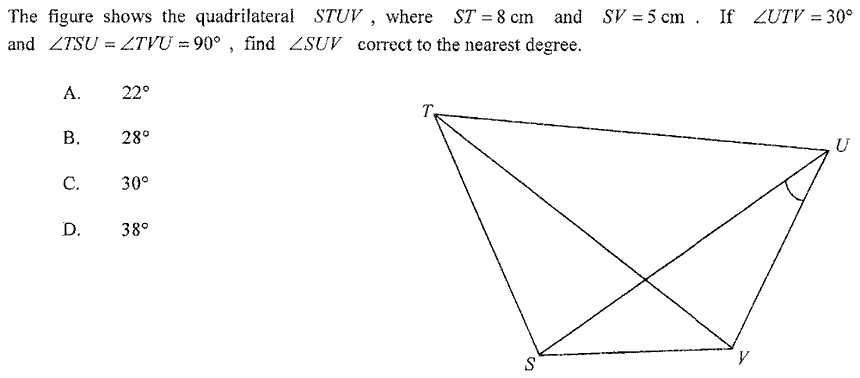 The figure shows the quadrilateral STUV , where ST = 8 cm and SV = 5 cm . If ∠UTV = 30°
and ∠TSU = ∠TVU = 90° , find ∠SUV correct to the nearest degree.
A. 22°
B. 28°
C. 30°
D. 38°
T
U
S
V